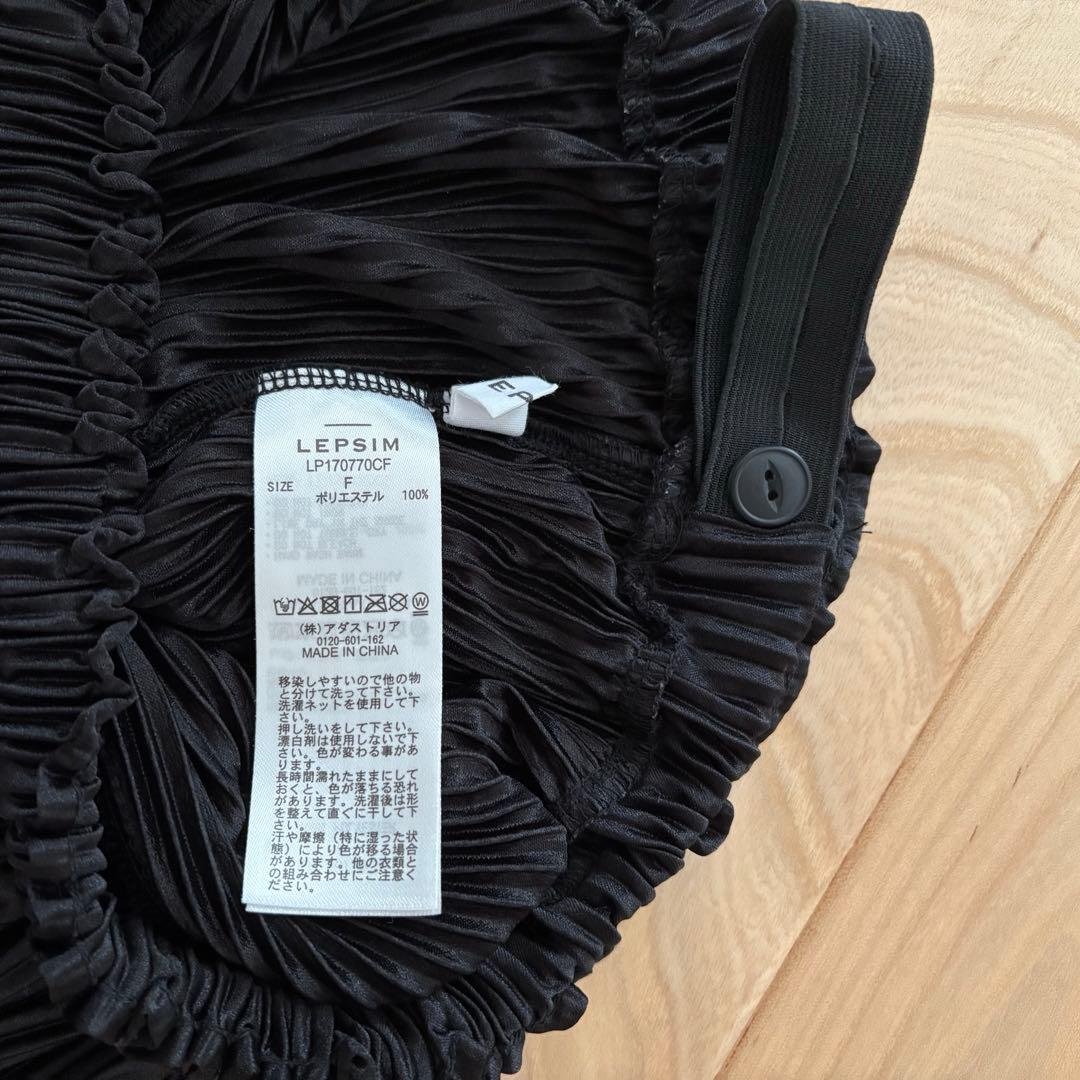 EP
LEPSIM
LP170770CF
SIZE F
ポリエステル 100%
MADE IN CHINA
W
(株)アダストリア
0120-601-162
MADE IN CHINA
移染しやすいので他の物
と分けて洗って下さい。
洗濯ネットを使用して下
さい。
押し洗いをして下さい。
漂白剤は使用しないで下
さい。色が変わる事があ
ります。
長時間濡れたままにして
おくと、色が落ちる恐れ
があります。洗濯後は形
を整えて直ぐに干して下
さい。
汗や摩擦(特に湿った状
態)により色が移る場合
があります。他の衣類と
の組み合わせにご注意く
ださい。